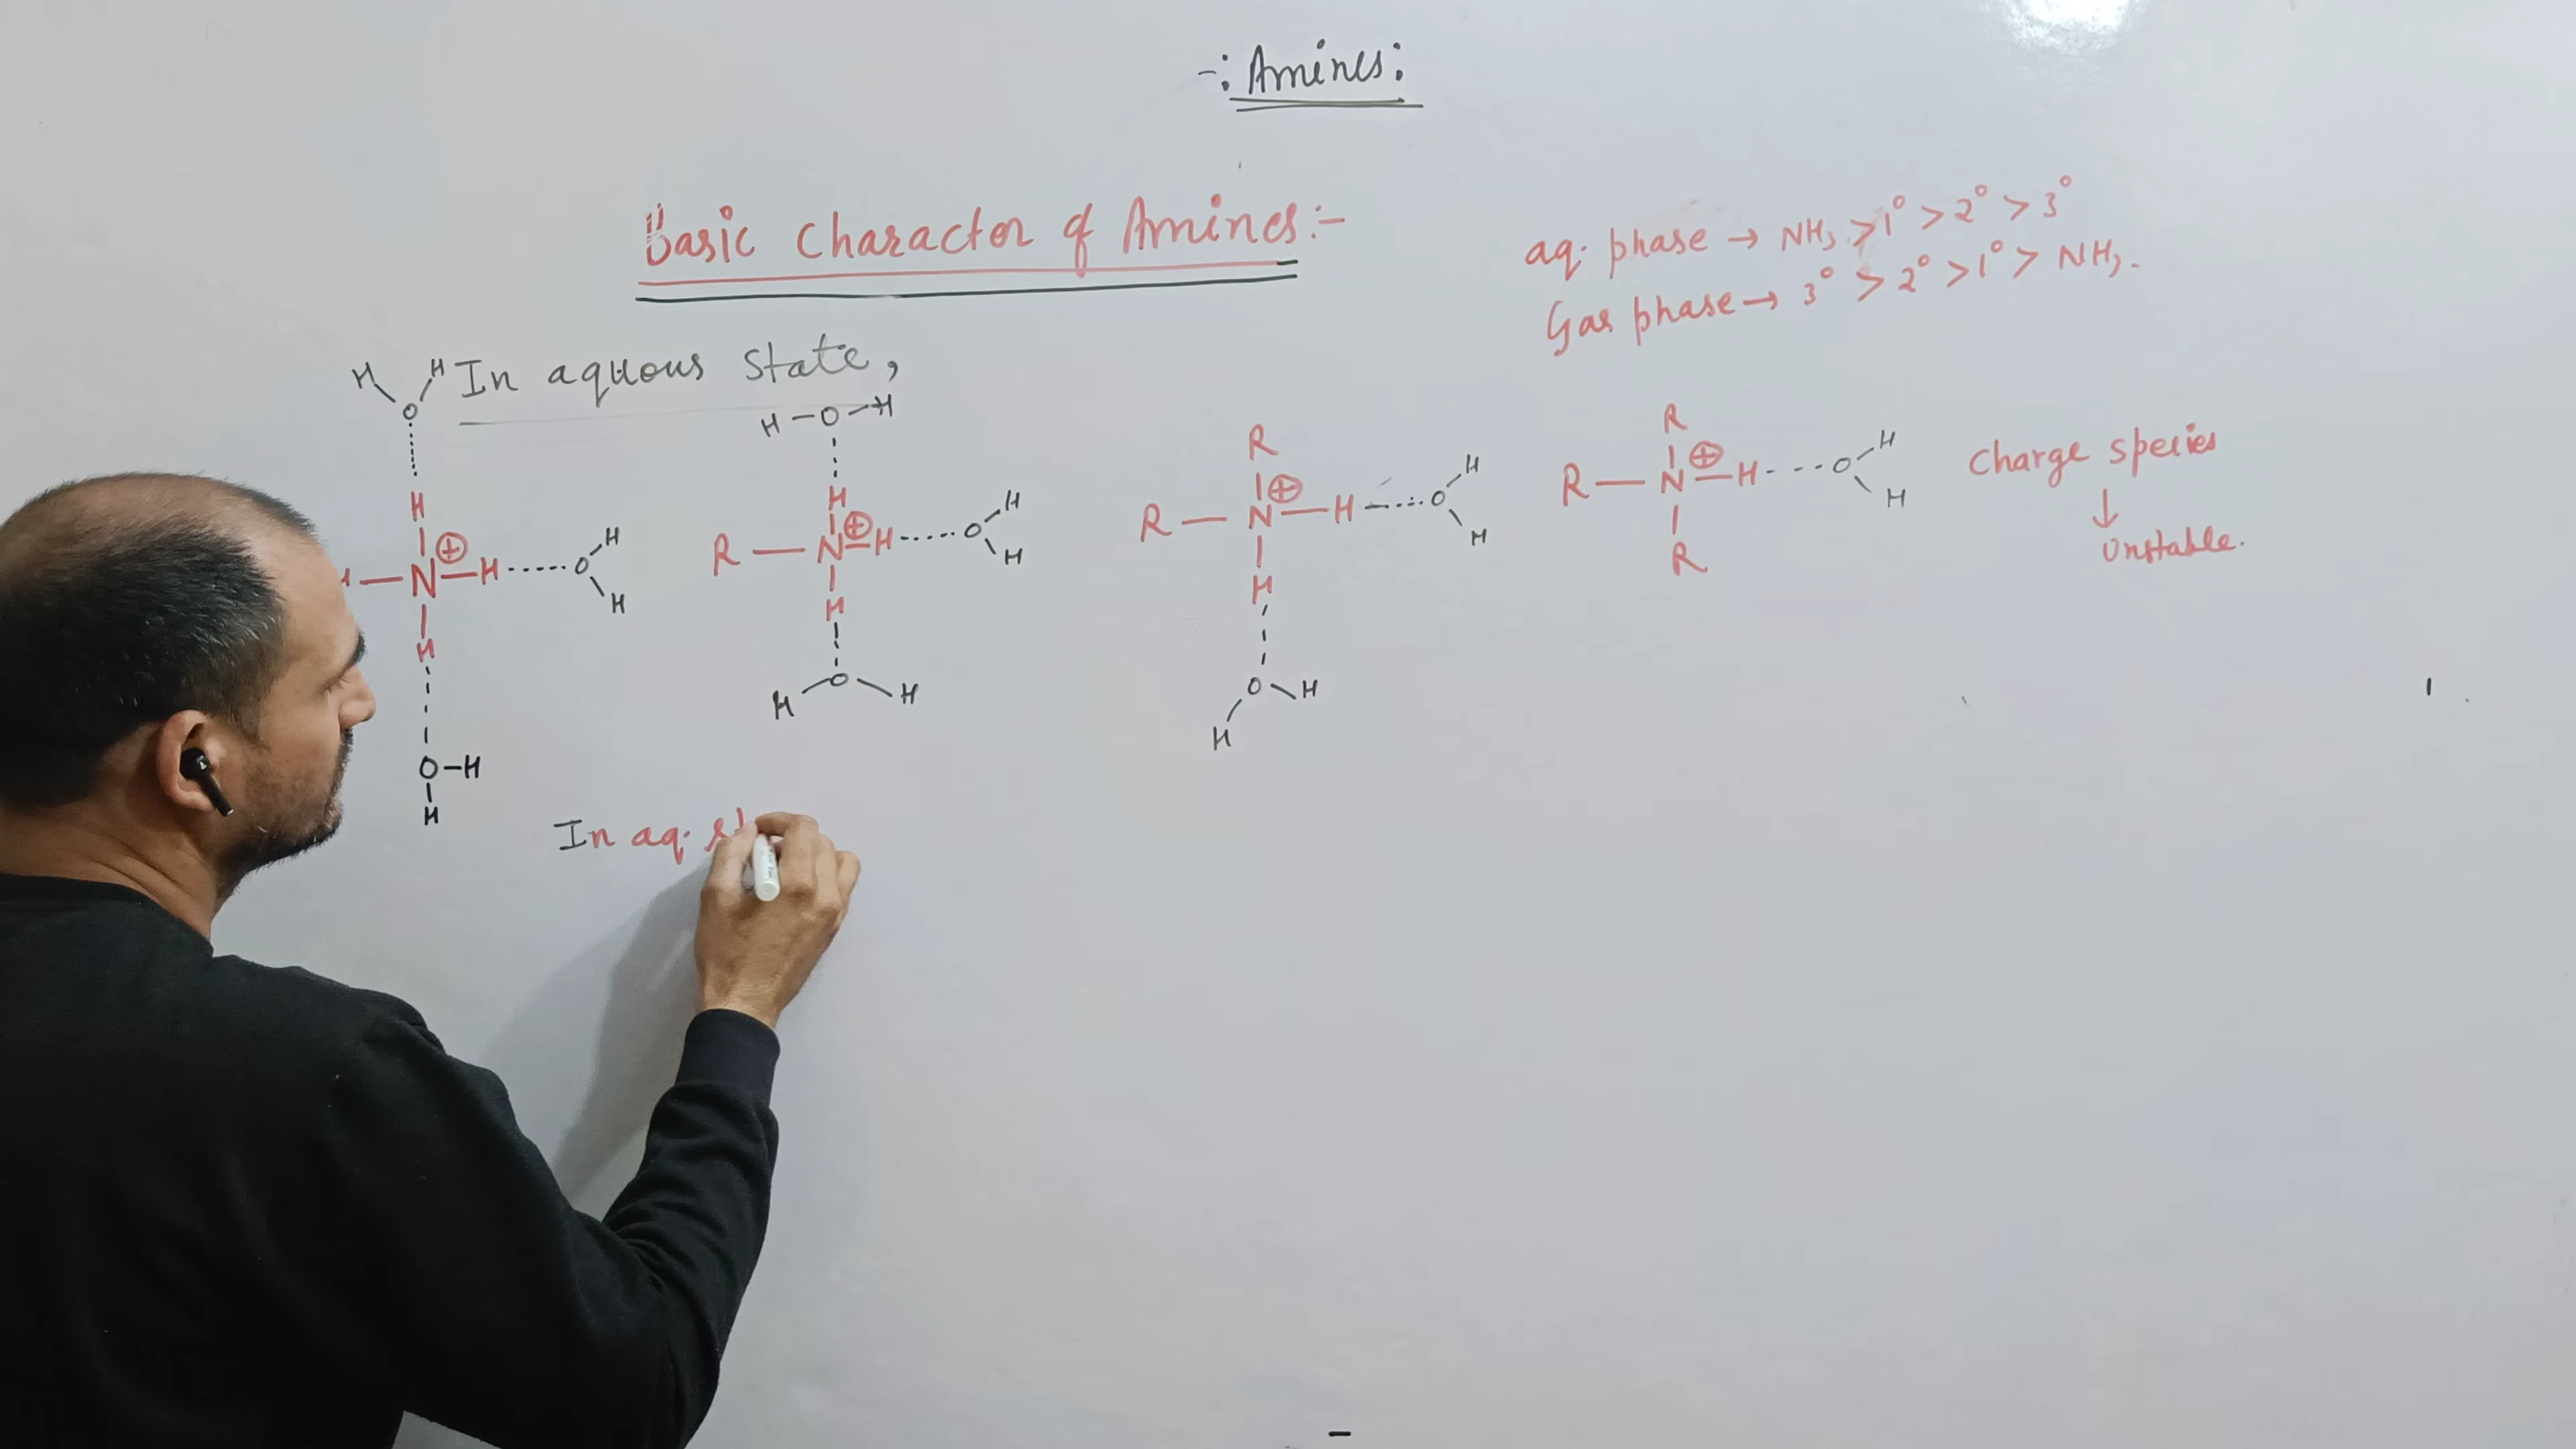 -: Amines:
Basic Character of Amines:-
aq. phase → NH3 > 1° > 2° > 3°
Gas phase → 3° > 2° > 1° > NH3.
In aquous state,
H H
O
H
N ⊕ H
H
O H
H
O-H
H
H-O-H
H
R-N ⊕ H
H
O H
H
O
H H
R
R-N ⊕ H
H
O H
H
O-H
H
R
R-N ⊕ H
R
O H
H
Charge species
↓
Unstable.
In aq.